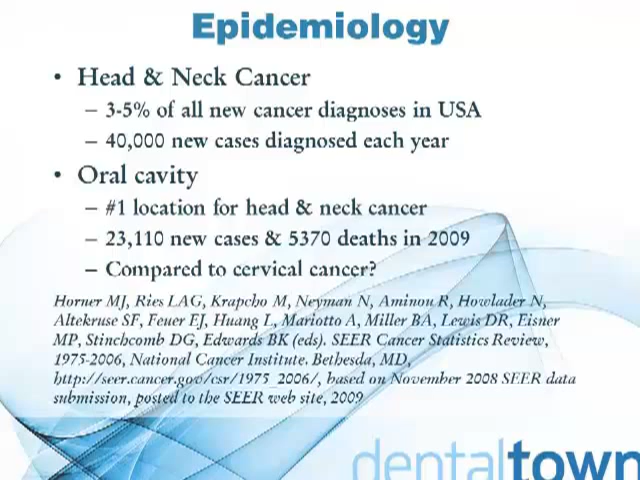 Epidemiology
• Head & Neck Cancer
– 3-5% of all new cancer diagnoses in USA
– 40,000 new cases diagnosed each year
• Oral cavity
– #1 location for head & neck cancer
– 23,110 new cases & 5370 deaths in 2009
– Compared to cervical cancer?
Horner MJ, Ries LAG, Krapcho M, Neyman N, Aminou R, Howlader N,
Altekruse SF, Feuer EJ, Huang L, Mariotto A, Miller BA, Lewis DR, Eisner
MP, Stinchcomb DG, Edwards BK (eds). SEER Cancer Statistics Review,
1975-2006, National Cancer Institute. Bethesda, MD,
http://seer.cancer.gov/csr/1975_2006/, based on November 2008 SEER data
submission, posted to the SEER web site, 2009
dentaltown